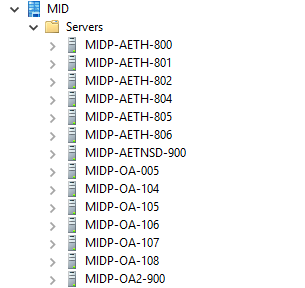 MID
Servers
MIDP-AETH-800
MIDP-AETH-801
MIDP-AETH-802
MIDP-AETH-804
MIDP-AETH-805
MIDP-AETH-806
MIDP-AETNSD-900
MIDP-OA-005
MIDP-OA-104
MIDP-OA-105
MIDP-OA-106
MIDP-OA-107
MIDP-OA-108
MIDP-OA2-900